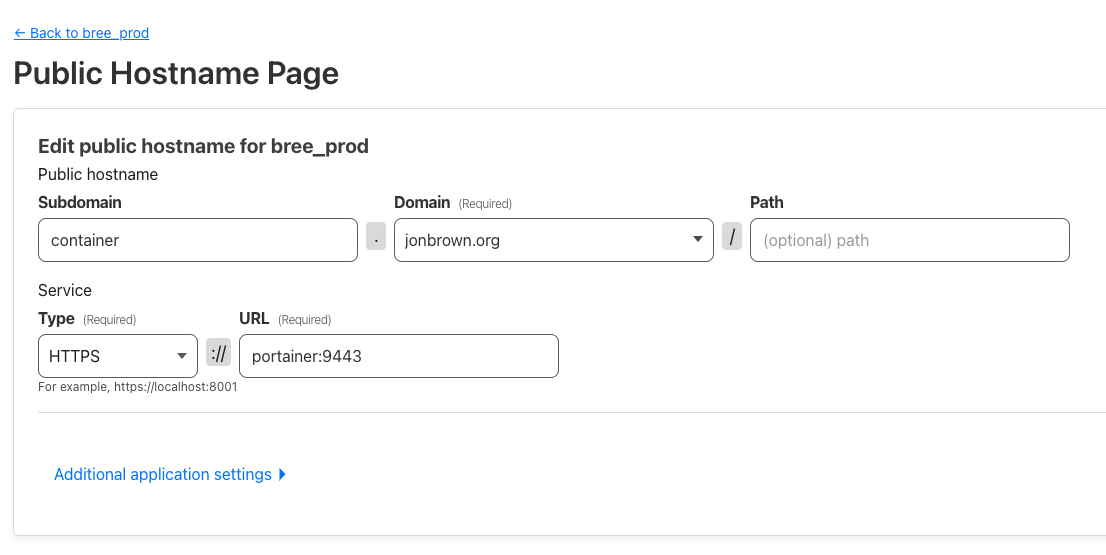 ← Back to bree_prod
Public Hostname Page
Edit public hostname for bree_prod
Public hostname
Subdomain Domain (Required) Path
container . jonbrown.org / (optional) path
Service
Type (Required) URL (Required)
HTTPS :// portainer:9443
For example, https://localhost:8001
Additional application settings